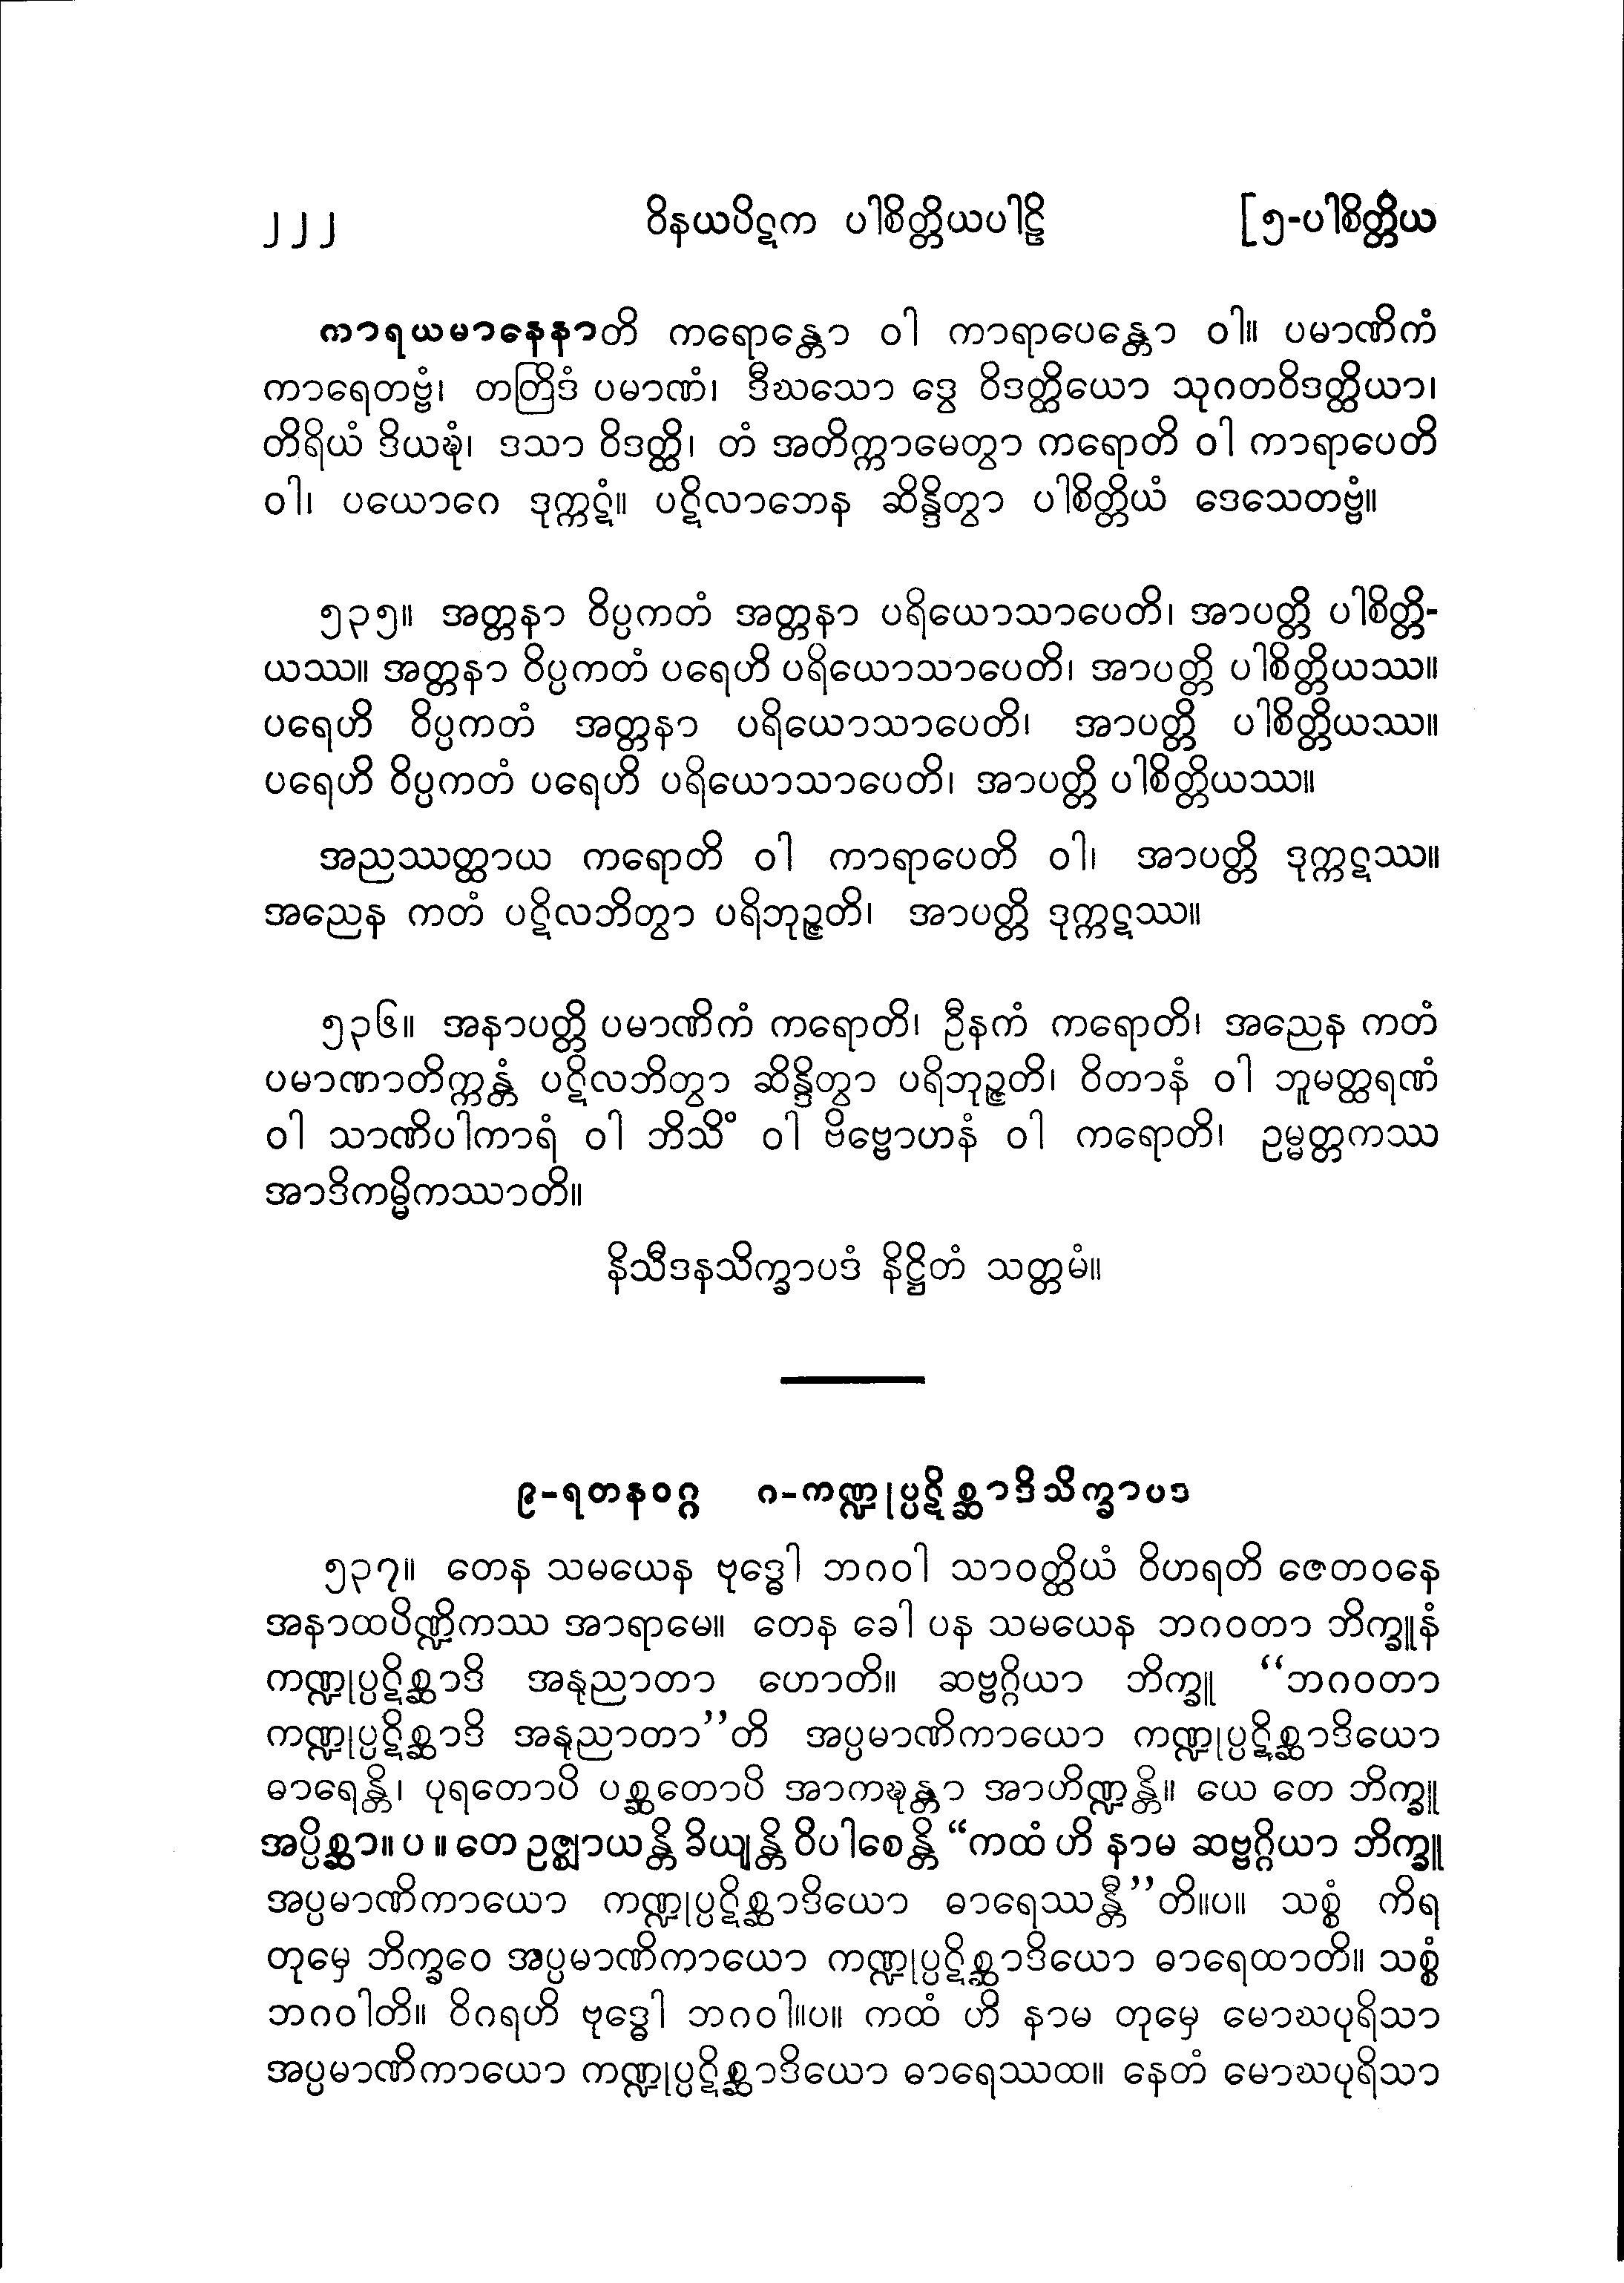 ၂၂၂ ဝိနယပိဋက ပါစိတ္တိယပါဠိ [၅-ပါစိတ္တိယ
ကာရယမာနေနာတိ ကရောန္တော ဝါ ကာရာပေန္တော ဝါ။ ပမာဏိကံ
ကာရေတဗ္ဗံ၊ တတြိဒံ ပမာဏံ၊ ဒီဃသော ဒွေ ဝိဒတ္ထိယော သုဂတဝိဒတ္ထိယာ၊
တိရိယံ ဒိယဍ္ဎံ၊ ဒသာ ဝိဒတ္ထိ၊ တံ အတိက္ကာမေတွာ ကရောတိ ဝါ ကာရာပေတိ
ဝါ၊ ပယောဂေ ဒုက္ကဋံ။ ပဋိလာဘေန ဆိန္ဒိတွာ ပါစိတ္တိယံ ဒေသေတဗ္ဗံ။
၅၃၅။ အတ္တနာ ဝိပ္ပကတံ အတ္တနာ ပရိယောသာပေတိ၊ အာပတ္တိ ပါစိတ္တိ-
ယဿ။ အတ္တနာ ဝိပ္ပကတံ ပရေဟိ ပရိယောသာပေတိ၊ အာပတ္တိ ပါစိတ္တိယဿ။
ပရေဟိ ဝိပ္ပကတံ အတ္တနာ ပရိယောသာပေတိ၊ အာပတ္တိ ပါစိတ္တိယဿ။
ပရေဟိ ဝိပ္ပကတံ ပရေဟိ ပရိယောသာပေတိ၊ အာပတ္တိ ပါစိတ္တိယဿ။
အညဿတ္ထာယ ကရောတိ ဝါ ကာရာပေတိ ဝါ၊ အာပတ္တိ ဒုက္ကဋဿ။
အညေန ကတံ ပဋိလဘိတွာ ပရိဘုဉ္ဇတိ၊ အာပတ္တိ ဒုက္ကဋဿ။
၅၃၆။ အနာပတ္တိ ပမာဏိကံ ကရောတိ၊ ဦနကံ ကရောတိ၊ အညေန ကတံ
ပမာဏာတိက္ကန္တံ ပဋိလဘိတွာ ဆိန္ဒိတွာ ပရိဘုဉ္ဇတိ၊ ဝိတာနံ ဝါ ဘူမတ္ထရဏံ
ဝါ သာဏိပါကာရံ ဝါ ဘိသိံ ဝါ ဗိဗ္ဗောဟနံ ဝါ ကရောတိ၊ ဥမ္မတ္တကဿ
အာဒိကမ္မိကဿာတိ။
နိသီဒနသိက္ခာပဒံ နိဋ္ဌိတံ သတ္တမံ။
၉-ရတနဝဂ္ဂ ၈-ကဏ္ဍုပ္ပဋိစ္ဆာဒိသိက္ခာပဒ
၅၃၇။ တေန သမယေန ဗုဒ္ဓေါ ဘဂဝါ သာဝတ္ထိယံ ဝိဟရတိ ဇေတဝနေ
အနာထပိဏ္ဍိကဿ အာရာမေ။ တေန ခေါ ပန သမယေန ဘဂဝတာ ဘိက္ခူနံ
ကဏ္ဍုပ္ပဋိစ္ဆာဒိ အနုညာတာ ဟောတိ။ ဆဗ္ဗဂ္ဂိယာ ဘိက္ခူ “ဘဂဝတာ
ကဏ္ဍုပ္ပဋိစ္ဆာဒိ အနုညာတာ”တိ အပ္ပမာဏိကာယော ကဏ္ဍုပ္ပဋိစ္ဆာဒိယော
ဓာရေန္တိ၊ ပုရတောပိ ပစ္ဆတောပိ အာကဍ္ဎန္တာ အာဟိဏ္ဍန္တိ။ ယေ တေ ဘိက္ခူ
အပ္ပိစ္ဆာ။ ပ ။ တေ ဥဇ္ဈာယန္တိ ခိယျန္တိ ဝိပါစေန္တိ “ကထံ ဟိ နာမ ဆဗ္ဗဂ္ဂိယာ ဘိက္ခူ
အပ္ပမာဏိကာယော ကဏ္ဍုပ္ပဋိစ္ဆာဒိယော ဓာရေဿန္တီ”တိ။ပ။ သစ္စံ ကိရ
တုမှေ ဘိက္ခဝေ အပ္ပမာဏိကာယော ကဏ္ဍုပ္ပဋိစ္ဆာဒိယော ဓာရေထာတိ။ သစ္စံ
ဘဂဝါတိ။ ဝိဂရဟိ ဗုဒ္ဓေါ ဘဂဝါ။ပ။ ကထံ ဟိ နာမ တုမှေ မောဃပုရိသာ
အပ္ပမာဏိကာယော ကဏ္ဍုပ္ပဋိစ္ဆာဒိယော ဓာရေဿထ။ နေတံ မောဃပုရိသာ